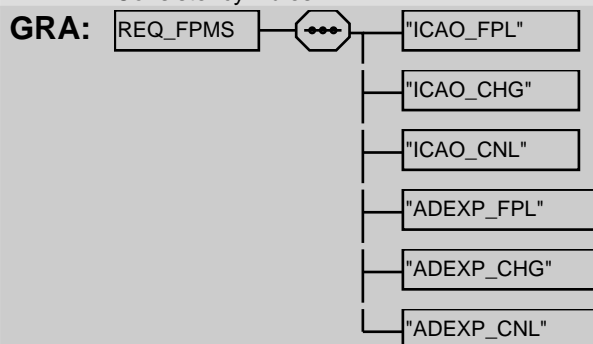 GRA: REQ_FPMS "ICAO_FPL"
"ICAO_CHG"
"ICAO_CNL"
"ADEXP_FPL"
"ADEXP_CHG"
"ADEXP_CNL"